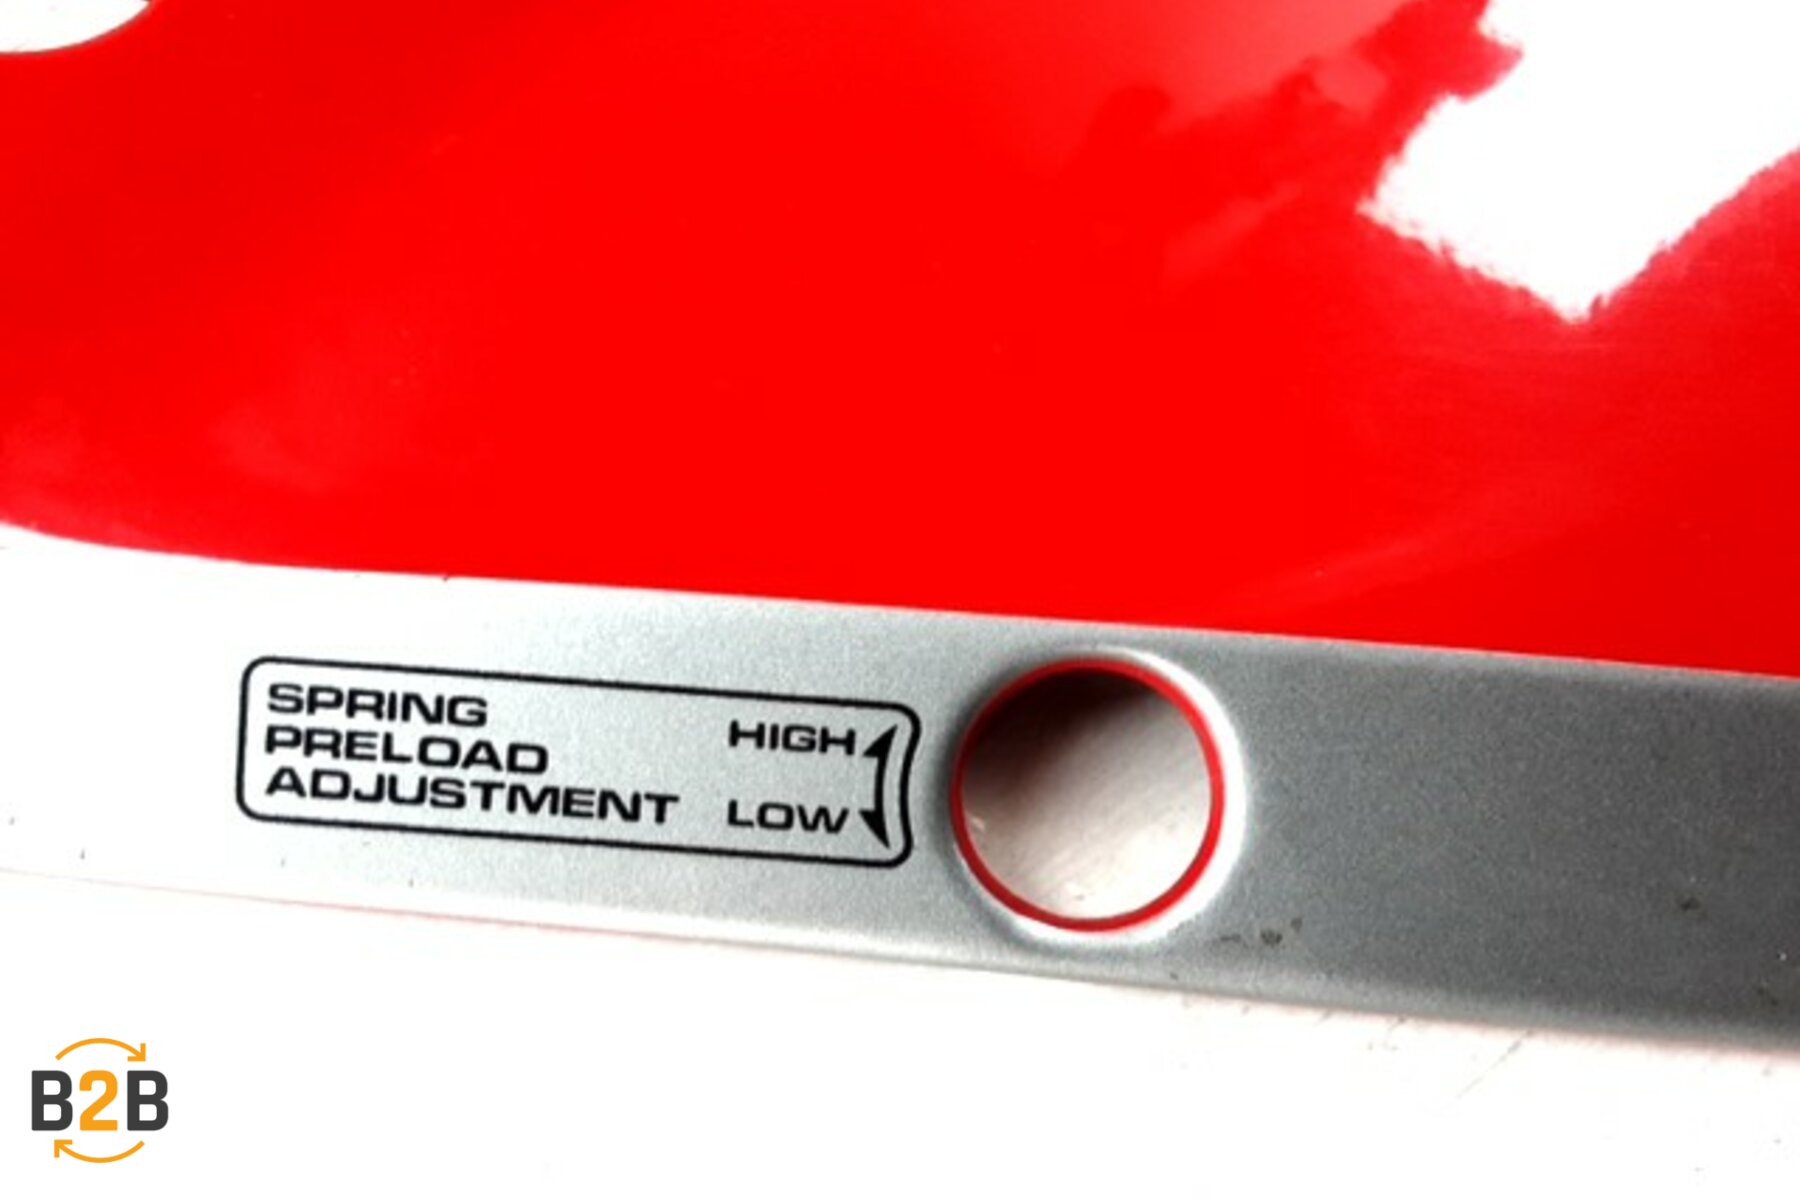 SPRING
PRELOAD
ADJUSTMENT
HIGH
LOW
B2B